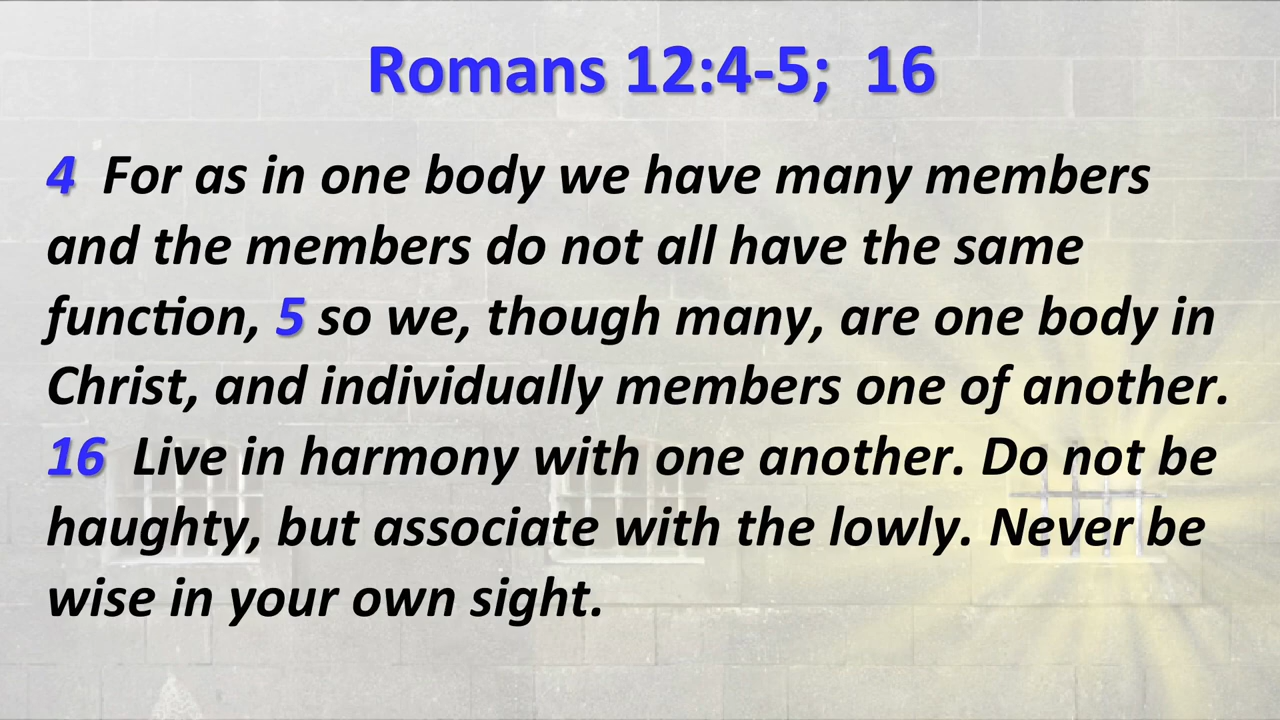 Romans 12:4-5; 16
4 For as in one body we have many members
and the members do not all have the same
function, 5 so we, though many, are one body in
Christ, and individually members one of another.
16 Live in harmony with one another. Do not be
haughty, but associate with the lowly. Never be
wise in your own sight.